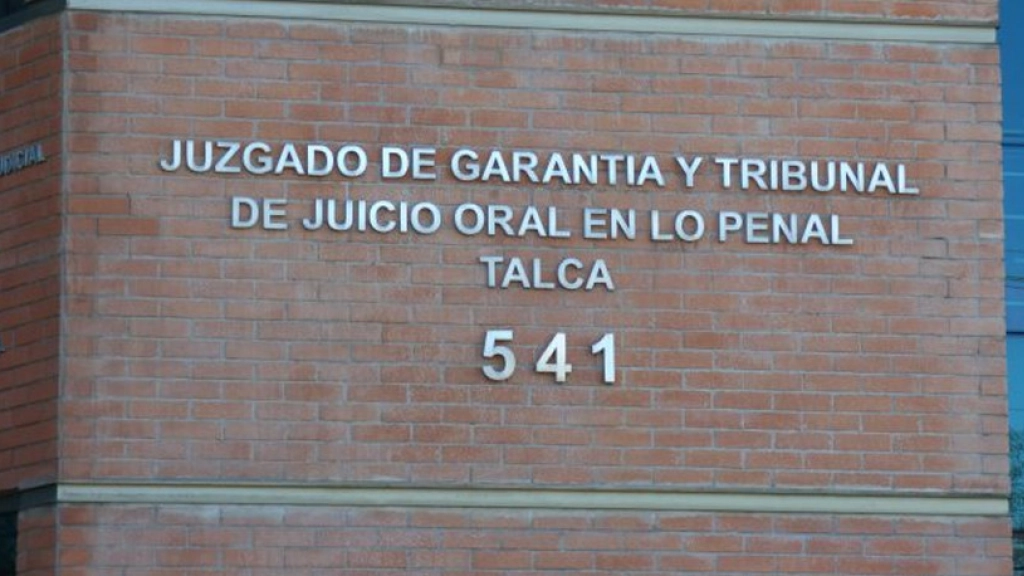 JUZGADO DE GARANTIA Y TRIBUNAL
DE JUICIO ORAL EN LO PENAL
TALCA
541